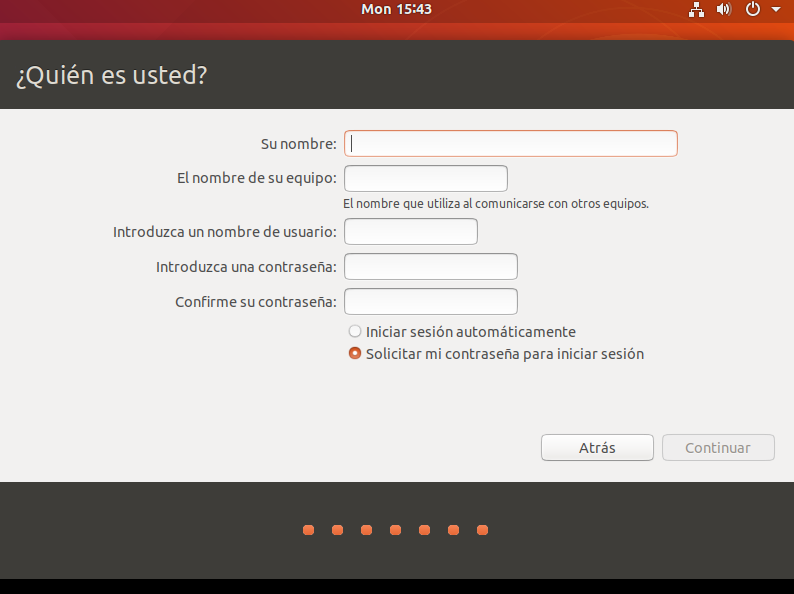 Mon 15:43
¿Quién es usted?
Su nombre:
El nombre de su equipo:
El nombre que utiliza al comunicarse con otros equipos.
Introduzca un nombre de usuario:
Introduzca una contraseña:
Confirme su contraseña:
Iniciar sesión automáticamente
Solicitar mi contraseña para iniciar sesión
Atrás
Continuar